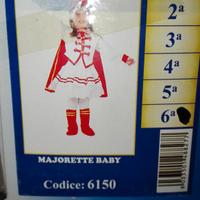 2ª
3ª
4ª
5ª
6ª
MAJORETTE BABY
Codice: 6150